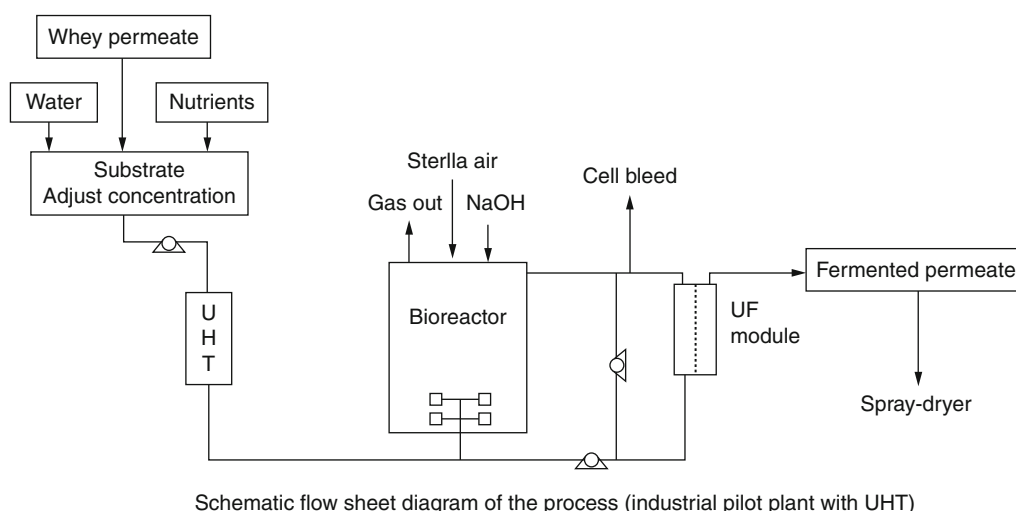 Whey permeate
Water
Nutrients
Substrate
Adjust concentration
U
H
T
Sterlla air
Gas out
NaOH
Bioreactor
Cell bleed
UF
module
Fermented permeate
Spray-dryer
Schematic flow sheet diagram of the process (industrial pilot plant with UHT)